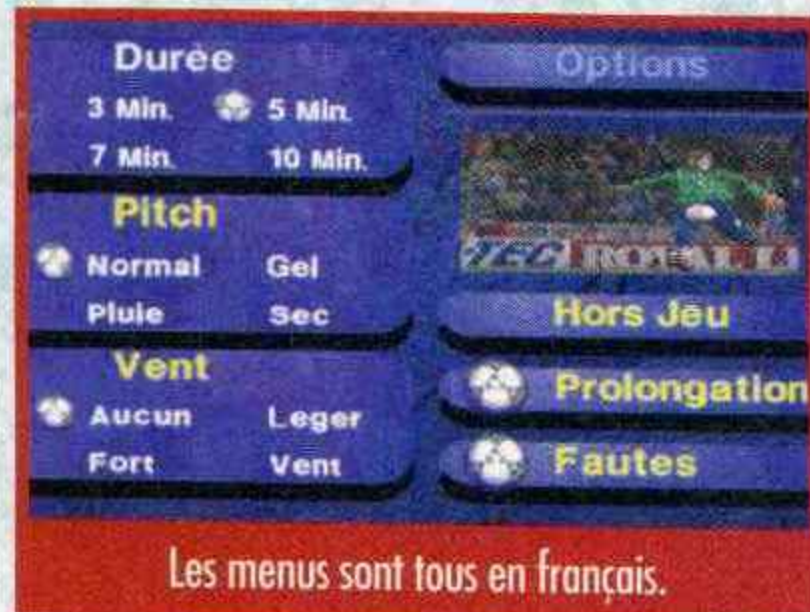 Durée
3 Min. 5 Min.
7 Min. 10 Min.
Pitch
Normal Gel
Pluie Sec
Vent
Aucun Leger
Fort Vent
Options
Hors Jeu
Prolongation
Fautes
Les menus sont tous en français.